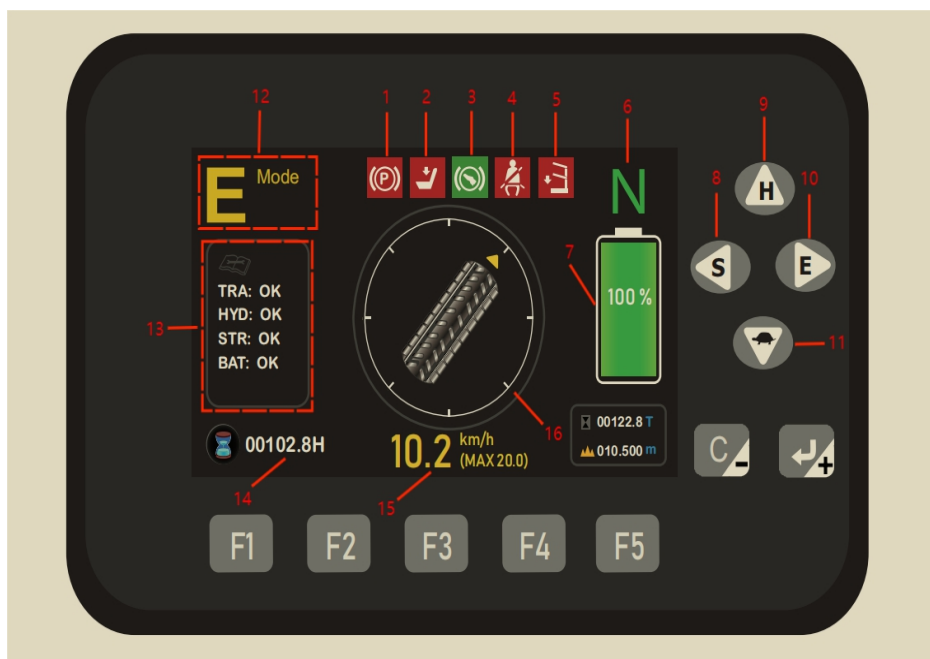 12
1
2
3
4
5
6
9
E Mode
P
N
8
10
H
S
E
7
100 %
13
TRA: OK
HYD: OK
STR: OK
BAT: OK
11
16
00122.8 T
010.500 m
00102.8H
10.2 km/h
(MAX 20.0)
14
15
C -
+
F1
F2
F3
F4
F5